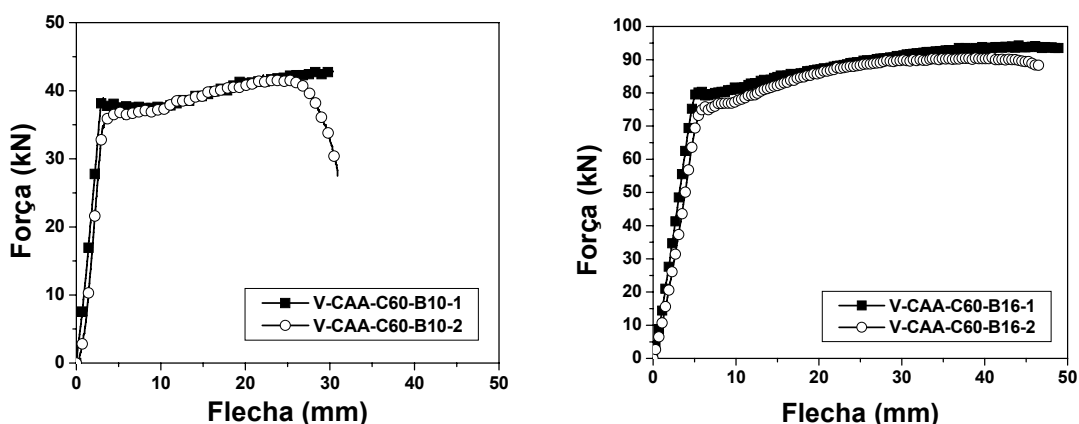 50
40
30
20
10
0
Força (kN)
0 10 20 30 40 50
Flecha (mm)
V-CAA-C60-B10-1
V-CAA-C60-B10-2
100
90
80
70
60
50
40
30
20
10
0
Força (kN)
0 10 20 30 40 50
Flecha (mm)
V-CAA-C60-B16-1
V-CAA-C60-B16-2